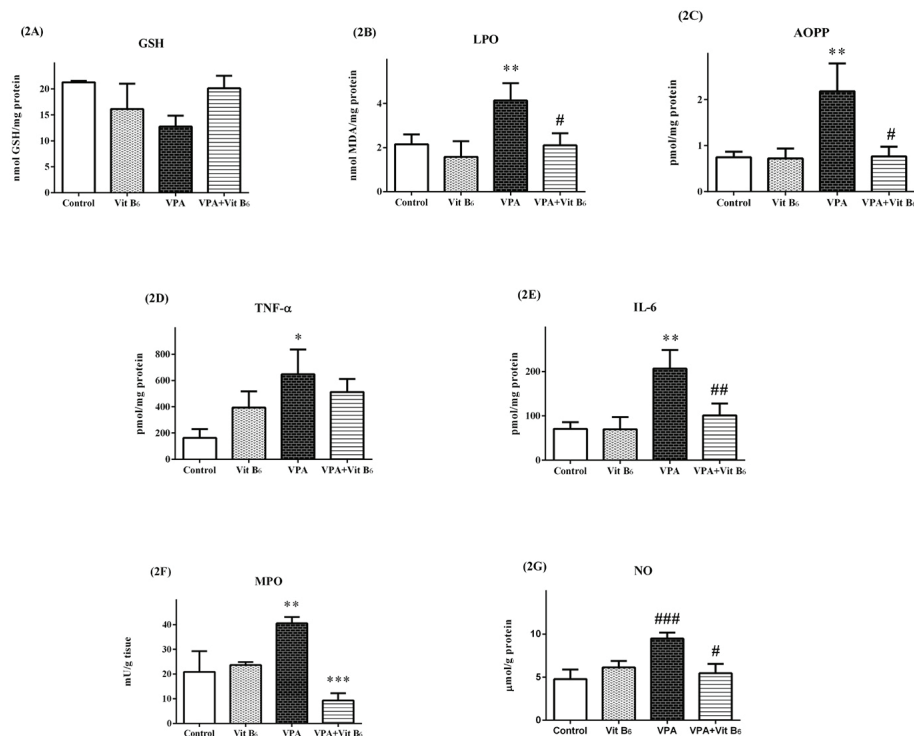 (2A)
GSH
nmol GSH/mg protein
20
15
10
5
0
Control Vit B₆ VPA VPA+Vit B₆
(2B)
LPO
**
#
nmol MDA/mg protein
4
2
0
Control Vit B₆ VPA VPA+Vit B₆
(2C)
AOPP
**
#
pmol/mg protein
2
1
0
Control Vit B₆ VPA VPA+Vit B₆
(2D)
TNF-α
*
pmol/mg protein
800
600
400
200
0
Control Vit B₆ VPA VPA+Vit B₆
(2E)
IL-6
**
##
pmol/mg protein
200
100
0
Control Vit B₆ VPA VPA+Vit B₆
(2F)
MPO
**
***
mU/g tisue
40
30
20
10
0
Control Vit B₆ VPA VPA+Vit B₆
(2G)
NO
###
#
μmol/g protein
10
5
0
Control Vit B₆ VPA VPA+Vit B₆